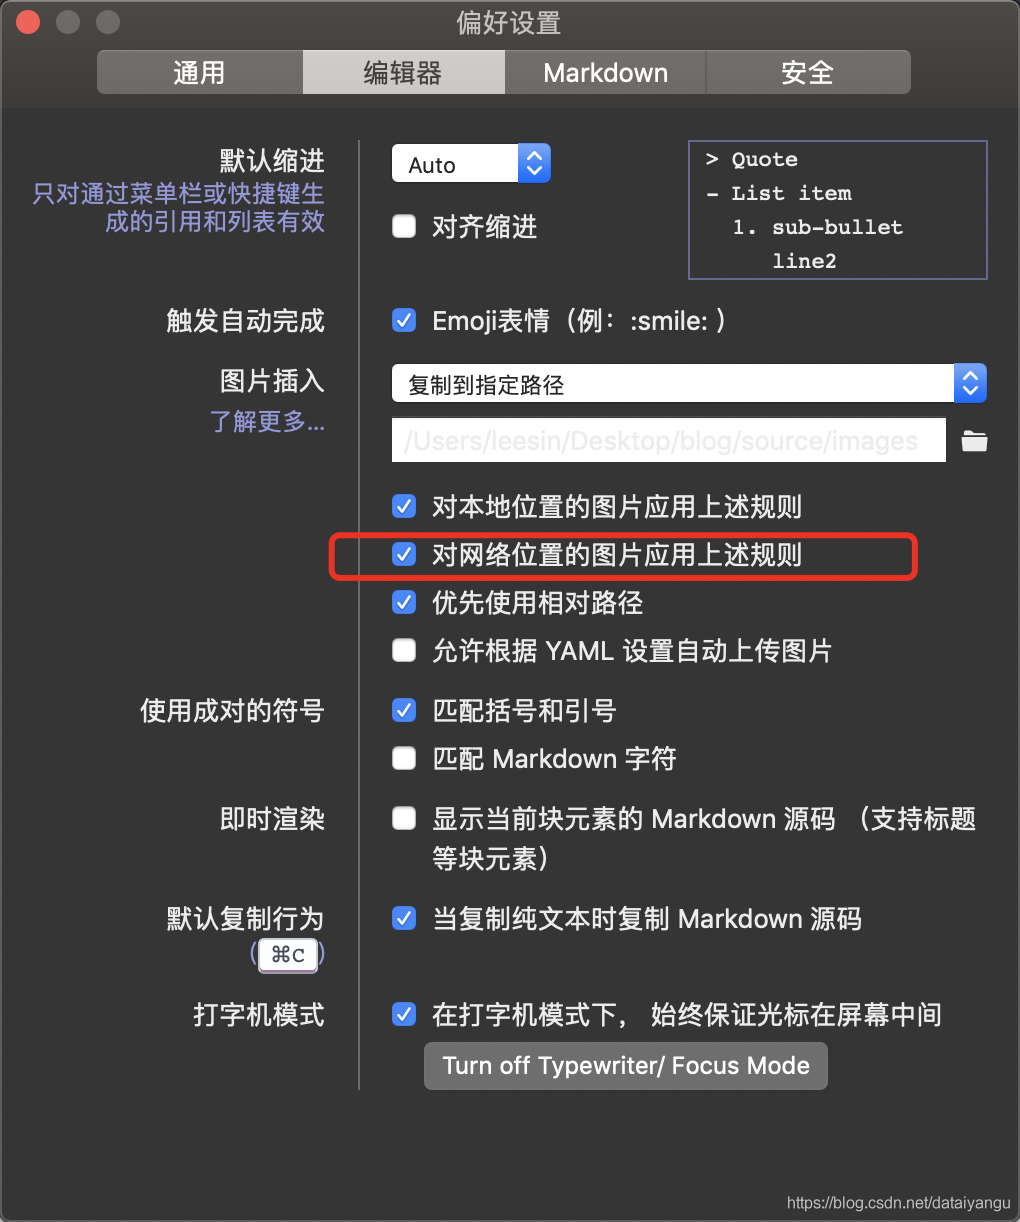 偏好设置
通用
编辑器
Markdown
安全
默认缩进
只对通过菜单栏或快捷键生
成的引用和列表有效
Auto
对齐缩进
> Quote
- List item
1. sub-bullet
line2
触发自动完成
Emoji表情（例：:smile: ）
图片插入
了解更多...
复制到指定路径
/Users/leesin/Desktop/blog/source/images
对本地位置的图片应用上述规则
对网络位置的图片应用上述规则
优先使用相对路径
允许根据 YAML 设置自动上传图片
使用成对的符号
匹配括号和引号
匹配 Markdown 字符
即时渲染
显示当前块元素的 Markdown 源码 （支持标题
等块元素）
默认复制行为
(⌘C)
当复制纯文本时复制 Markdown 源码
打字机模式
在打字机模式下， 始终保证光标在屏幕中间
Turn off Typewriter/ Focus Mode
https://blog.csdn.net/dataiyangu